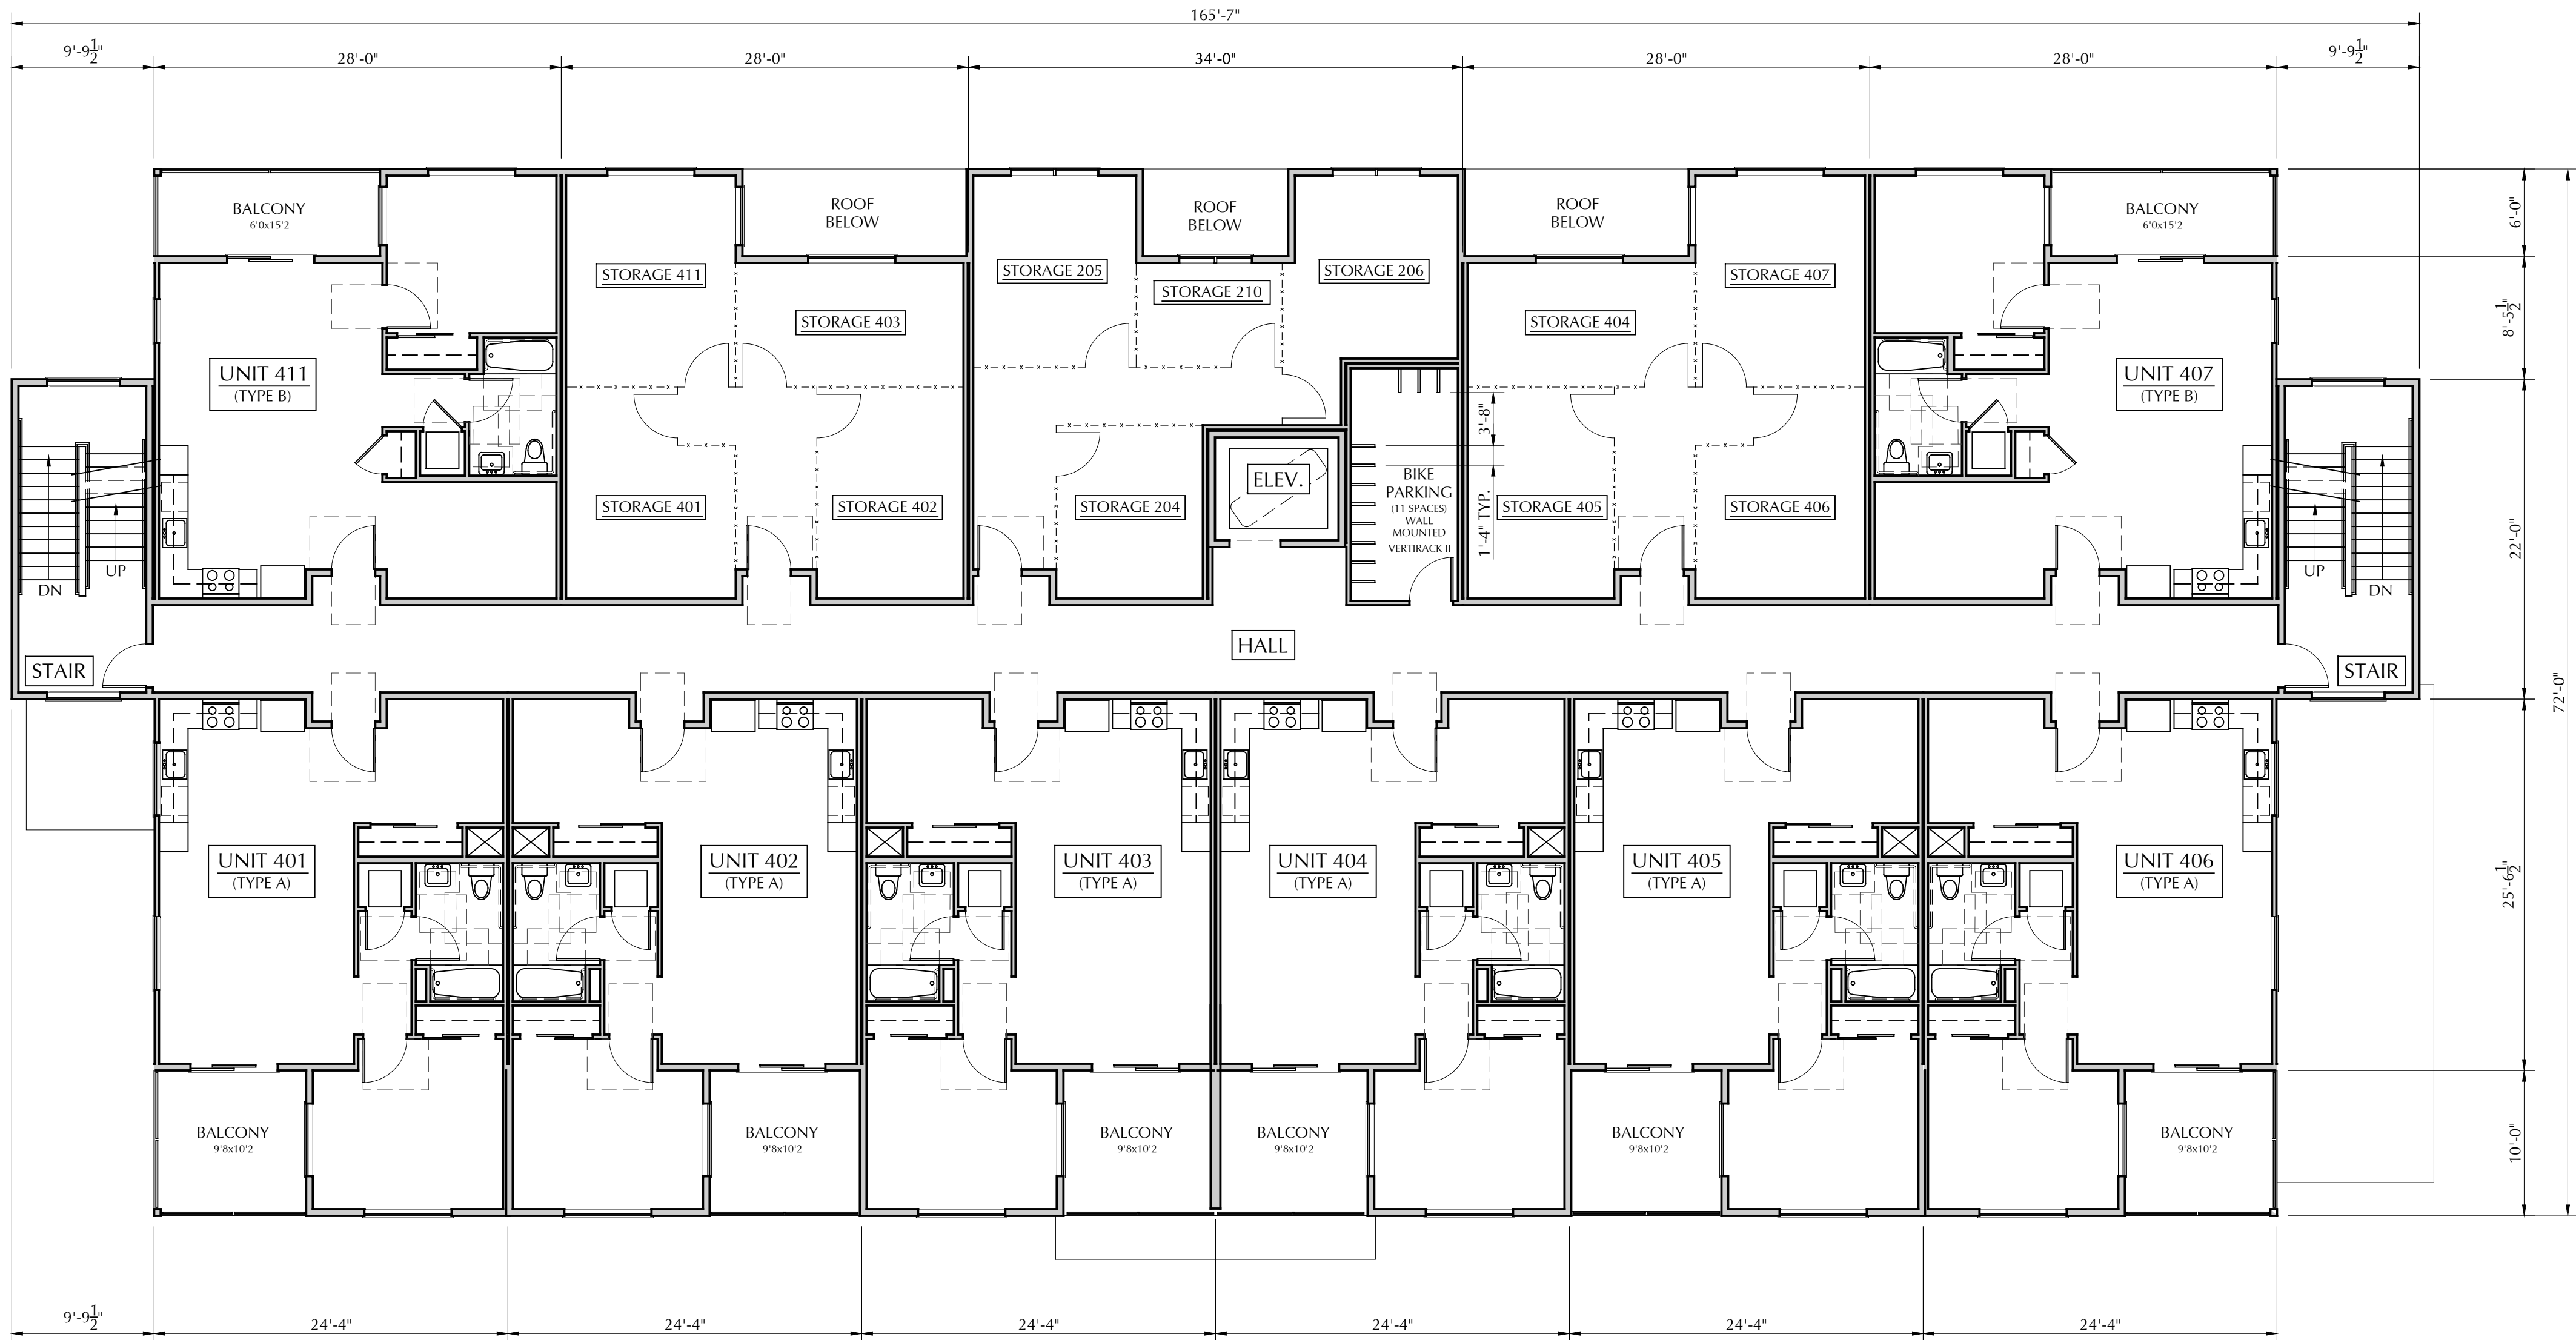 165'-7"
9'-9 1/2"
28'-0"
28'-0"
34'-0"
28'-0"
28'-0"
9'-9 1/2"
BALCONY
6'0x15'2
ROOF
BELOW
ROOF
BELOW
ROOF
BELOW
BALCONY
6'0x15'2
6'-0"
STORAGE 411
STORAGE 403
STORAGE 205
STORAGE 210
STORAGE 206
STORAGE 404
STORAGE 407
8'-5 1/2"
UNIT 411
(TYPE B)
UNIT 407
(TYPE B)
3'-8"
1'-4" TYP.
ELEV.
BIKE
PARKING
(11 SPACES)
WALL
MOUNTED
VERTIRACK II
STORAGE 401
STORAGE 402
STORAGE 204
STORAGE 405
STORAGE 406
22'-0"
DN
UP
UP
DN
HALL
STAIR
STAIR
72'-0"
UNIT 401
(TYPE A)
UNIT 402
(TYPE A)
UNIT 403
(TYPE A)
UNIT 404
(TYPE A)
UNIT 405
(TYPE A)
UNIT 406
(TYPE A)
25'-6 1/2"
BALCONY
9'8x10'2
BALCONY
9'8x10'2
BALCONY
9'8x10'2
BALCONY
9'8x10'2
BALCONY
9'8x10'2
BALCONY
9'8x10'2
10'-0"
9'-9 1/2"
24'-4"
24'-4"
24'-4"
24'-4"
24'-4"
24'-4"